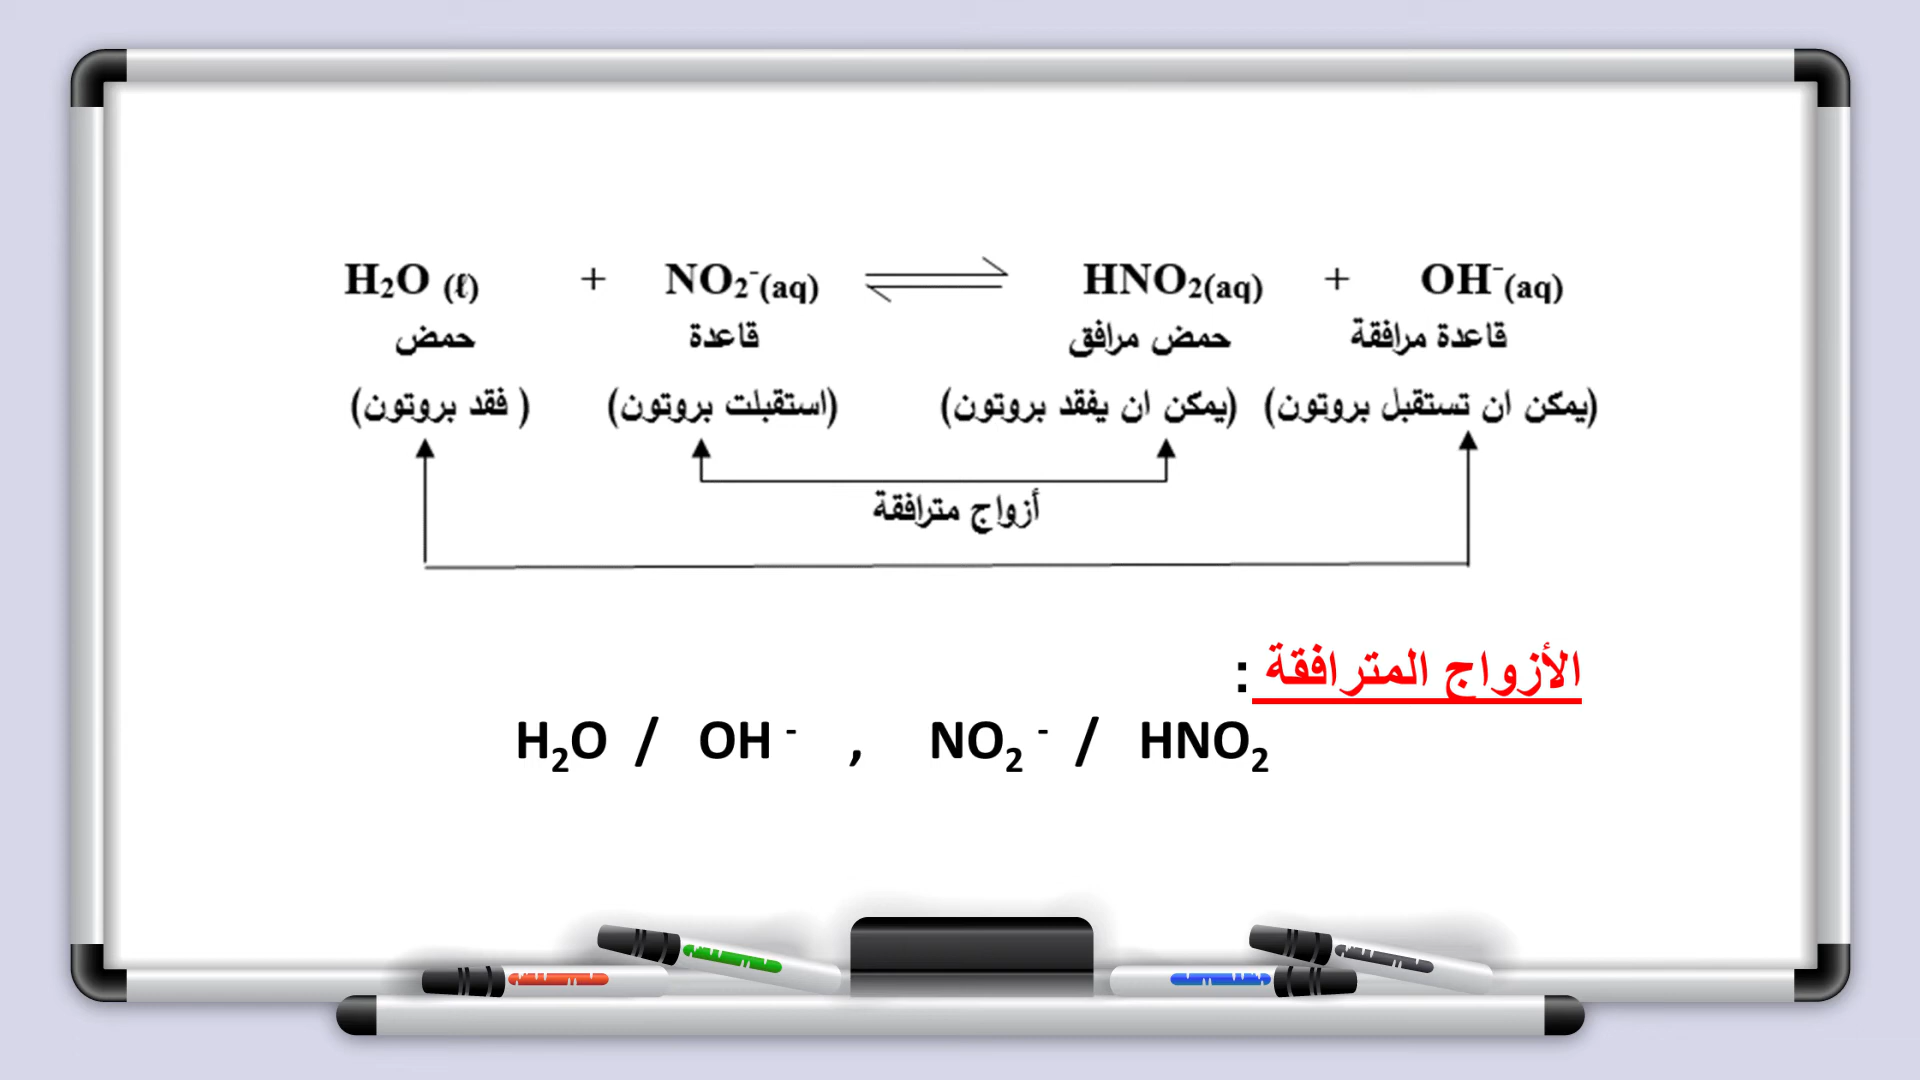 H₂O (ℓ) + NO₂⁻(aq) ⇌ HNO₂(aq) + OH⁻(aq)
حمض قاعدة حمض مرافق قاعدة مرافقة
(فقد بروتون) (استقبلت بروتون) (يمكن ان يفقد بروتون) (يمكن ان تستقبل بروتون)
أزواج مترافقة
الأزواج المترافقة :
H₂O / OH⁻ , NO₂⁻ / HNO₂